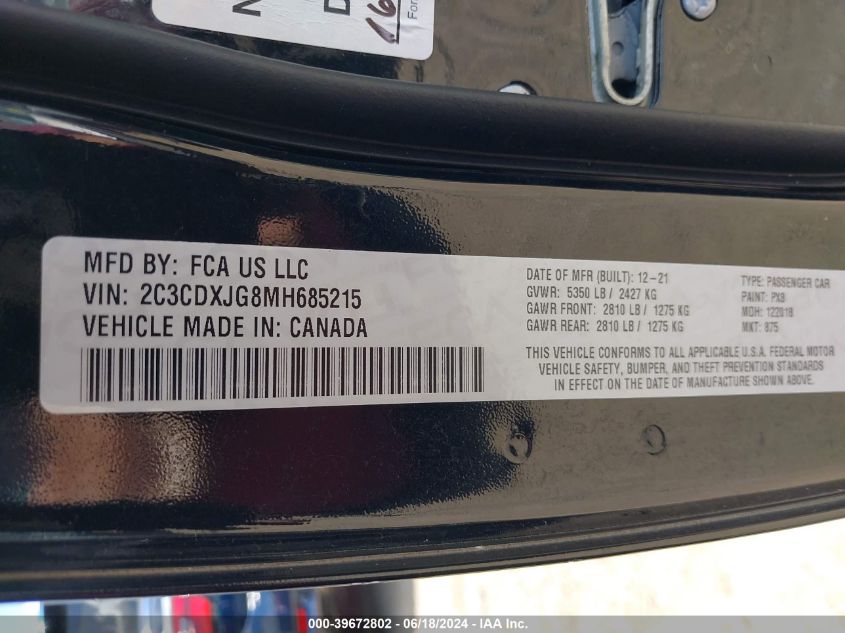 N
D
For
MFD BY: FCA US LLC
VIN: 2C3CDXJG8MH685215
VEHICLE MADE IN: CANADA
DATE OF MFR (BUILT): 12-21
GVWR: 5350 LB / 2427 KG
GAWR FRONT: 2810 LB / 1275 KG
GAWR REAR: 2810 LB / 1275 KG
TYPE: PASSENGER CAR
PAINT: PX9
MDH: 122018
MKT: 875
THIS VEHICLE CONFORMS TO ALL APPLICABLE U.S.A. FEDERAL MOTOR
VEHICLE SAFETY, BUMPER, AND THEFT PREVENTION STANDARDS
IN EFFECT ON THE DATE OF MANUFACTURE SHOWN ABOVE.
000-39672802 - 06/18/2024 - IAA Inc.